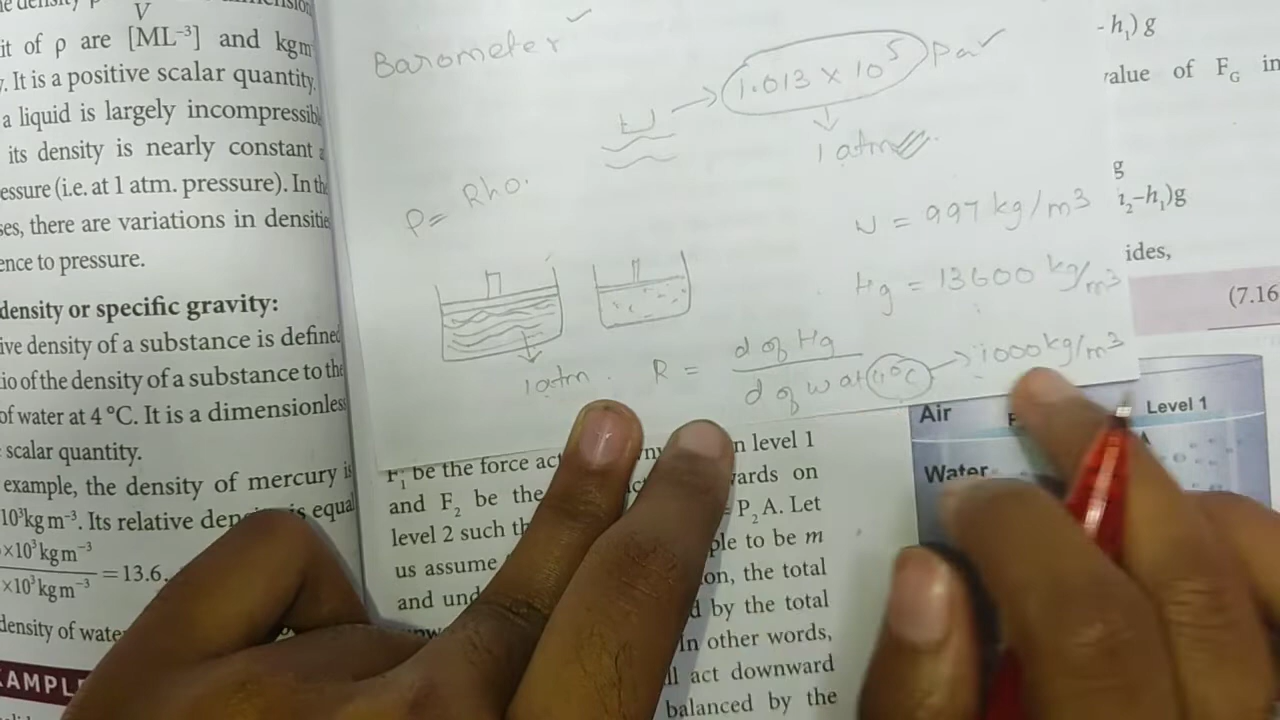 V
it of ρ are [ML⁻³] and kgm
. It is a positive scalar quantity.
a liquid is largely incompressib
its density is nearly constant
essure (i.e. at 1 atm. pressure). In the
ses, there are variations in densitie
ence to pressure.
density or specific gravity:
ive density of a substance is defined
io of the density of a substance to the
of water at 4 °C. It is a dimensionless
scalar quantity.
example, the density of mercury is
10³kg m⁻³. Its relative equal
×10³kg m⁻³
×10³kg m⁻³
= 13.6.
density of wate
Barometer ✓
1.013 × 10⁵ Pa ✓
1 atm
P = Rho.
W = 997 kg/m3
Hg = 13600 kg/m3
1 atm
R = d of Hg
d of w at 4°C → 1000 kg/m3
F₁ be the force act n level 1
and F₂ be the wards on
level 2 such th P₂ A. Let
us assume ple to be m
and und on, the total
d by the total
In other words,
ll act downward
balanced by the
- h₁) g
value of F_G in
g
-h₁)g
ides,
(7.16
Air
Level 1
Water